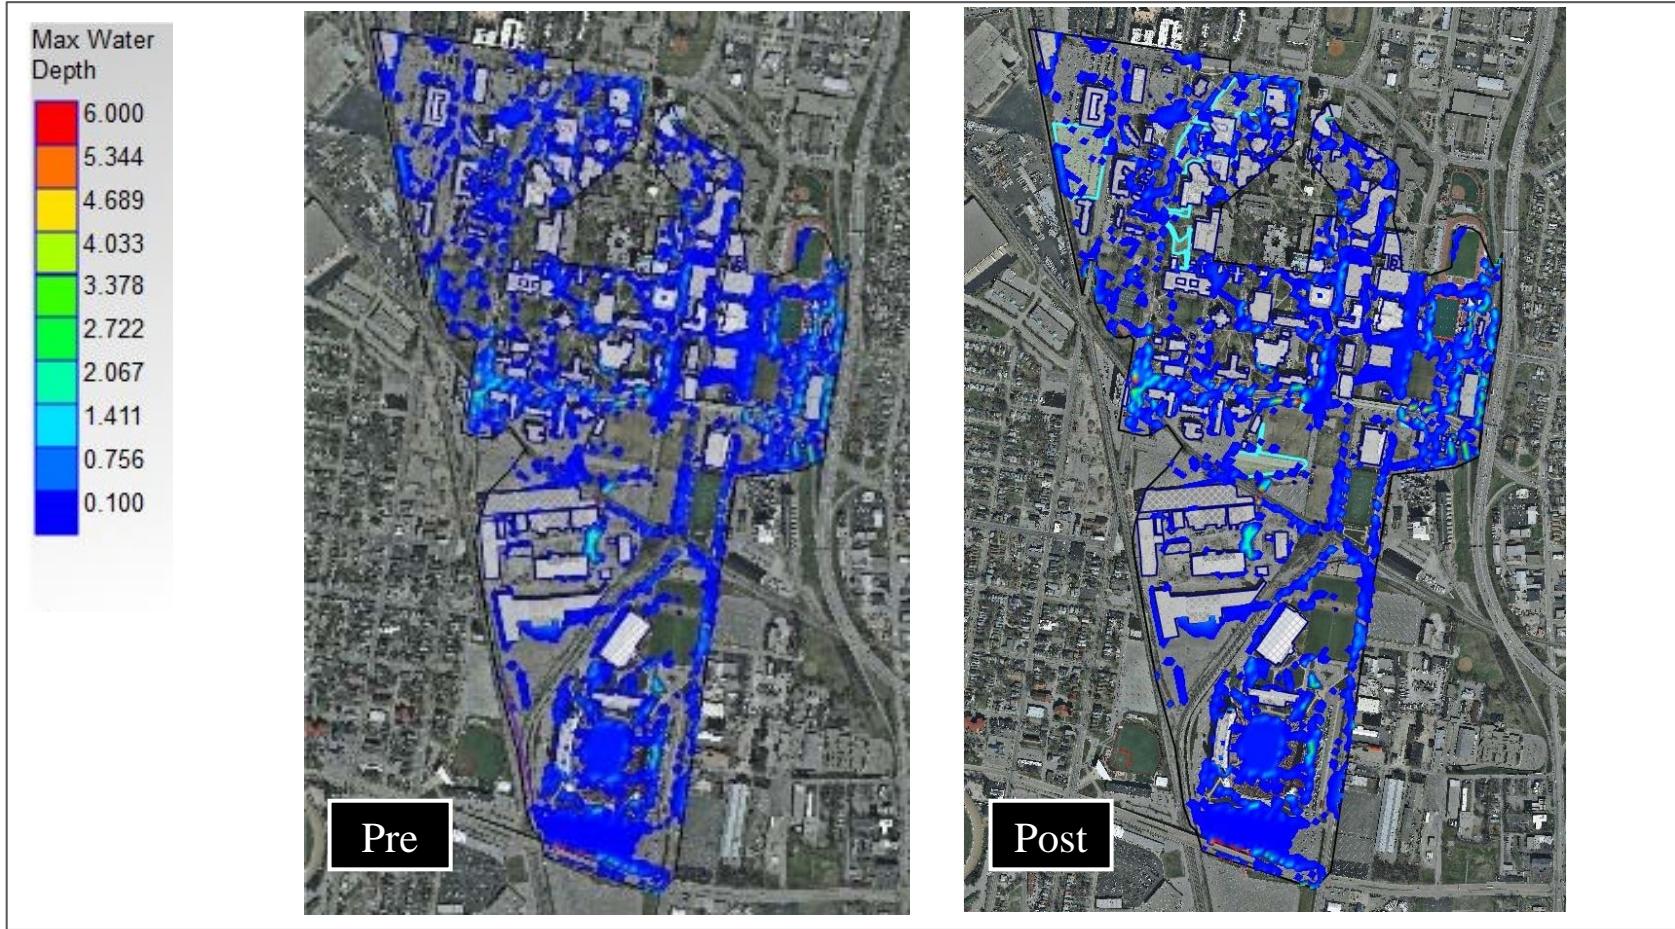 Max Water
Depth
6.000
5.344
4.689
4.033
3.378
2.722
2.067
1.411
0.756
0.100
Pre
Post